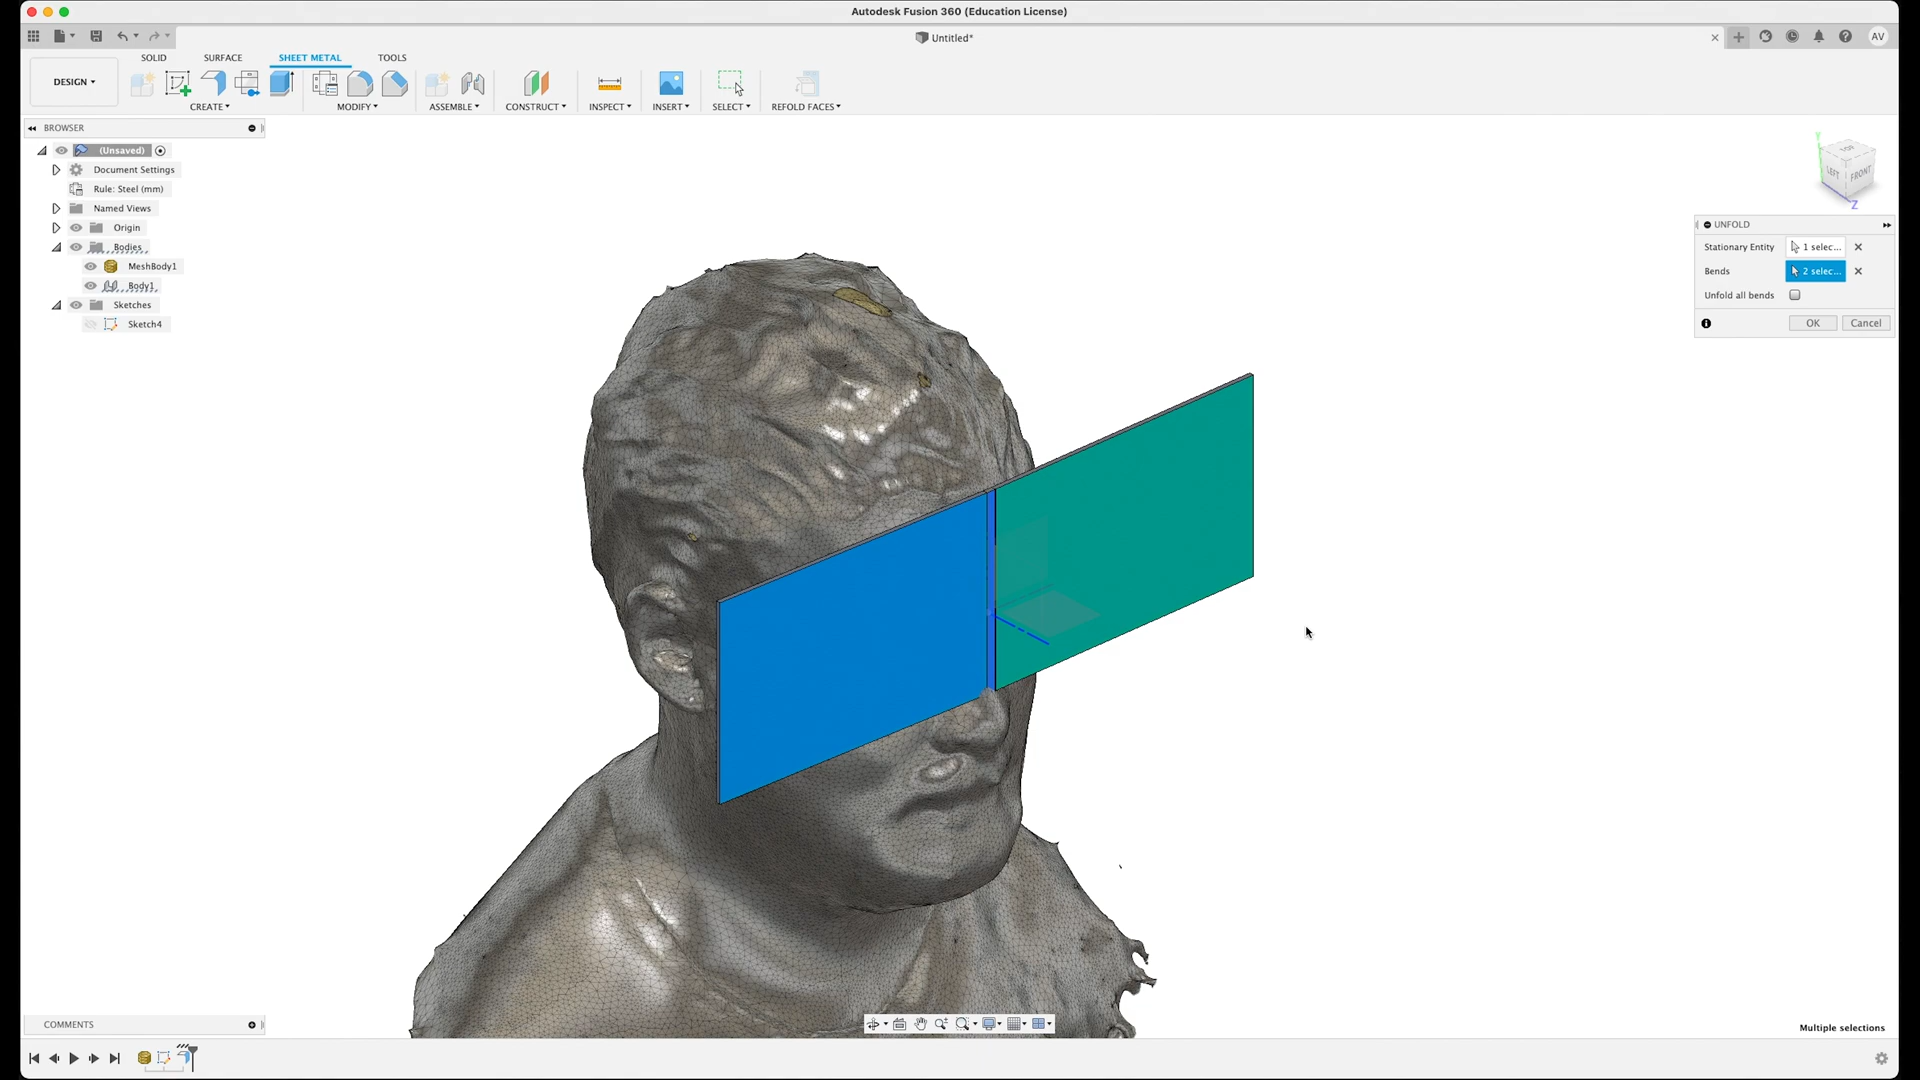 Autodesk Fusion 360 (Education License)
Untitled*
AV
SOLID SURFACE SHEET METAL TOOLS
DESIGN
CREATE MODIFY ASSEMBLE CONSTRUCT INSPECT INSERT SELECT REFOLD FACES
BROWSER
(Unsaved)
Document Settings
Rule: Steel (mm)
Named Views
Origin
Bodies
MeshBody1
Body1
Sketches
Sketch4
Y
TOP
LEFT FRONT
Z
UNFOLD
Stationary Entity 1 selec...
Bends 2 selec...
Unfold all bends
OK Cancel
COMMENTS
Multiple selections